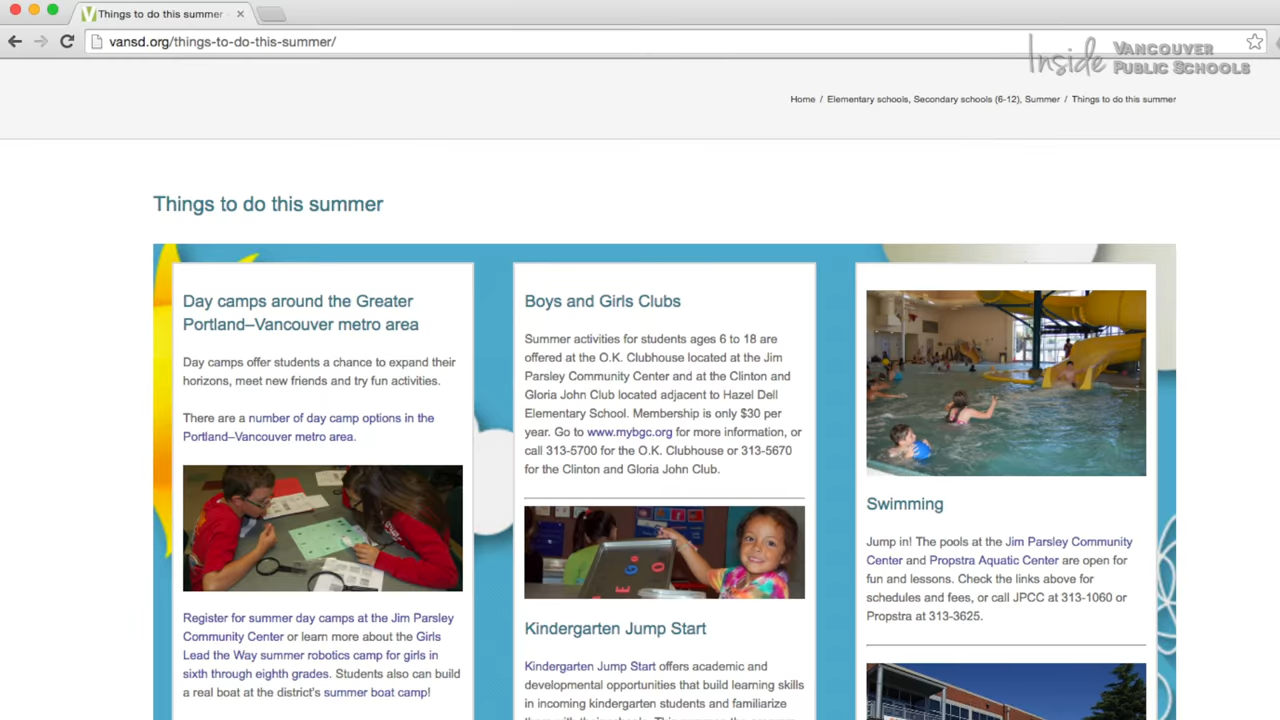 Things to do this summer
vansd.org/things-to-do-this-summer/
Inside VANCOUVER
PUBLIC SCHOOLS
Home / Elementary schools, Secondary schools (6-12), Summer / Things to do this summer
Things to do this summer
Day camps around the Greater
Portland–Vancouver metro area
Day camps offer students a chance to expand their
horizons, meet new friends and try fun activities.
There are a number of day camp options in the
Portland–Vancouver metro area.
Register for summer day camps at the Jim Parsley
Community Center or learn more about the Girls
Lead the Way summer robotics camp for girls in
sixth through eighth grades. Students also can build
a real boat at the district's summer boat camp!
Boys and Girls Clubs
Summer activities for students ages 6 to 18 are
offered at the O.K. Clubhouse located at the Jim
Parsley Community Center and at the Clinton and
Gloria John Club located adjacent to Hazel Dell
Elementary School. Membership is only $30 per
year. Go to www.mybgc.org for more information, or
call 313-5700 for the O.K. Clubhouse or 313-5670
for the Clinton and Gloria John Club.
Kindergarten Jump Start
Kindergarten Jump Start offers academic and
developmental opportunities that build learning skills
in incoming kindergarten students and familiarize
Swimming
Jump in! The pools at the Jim Parsley Community
Center and Propstra Aquatic Center are open for
fun and lessons. Check the links above for
schedules and fees, or call JPCC at 313-1060 or
Propstra at 313-3625.